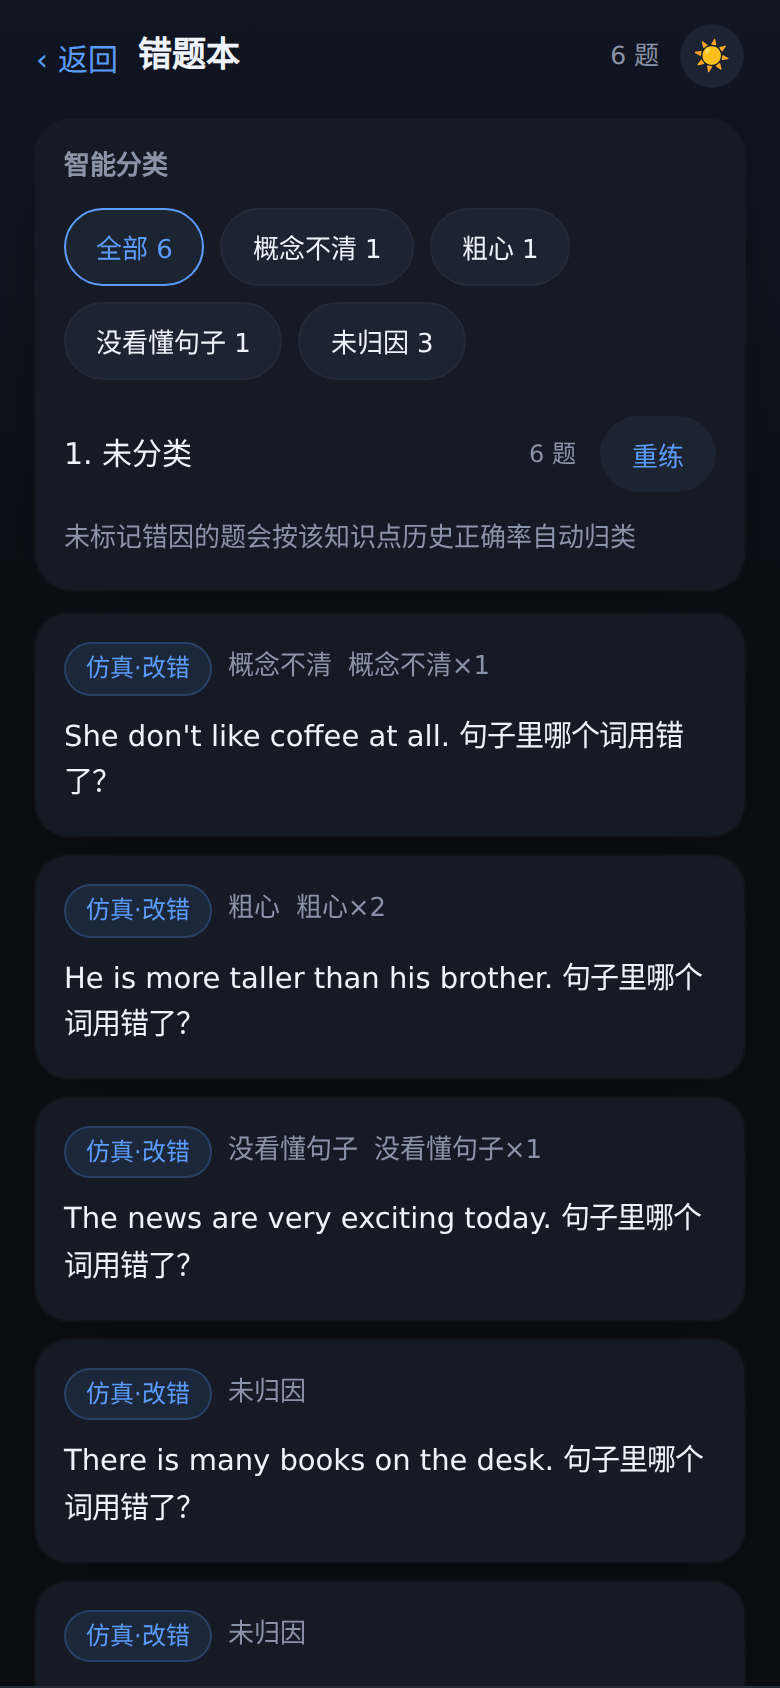 ‹ 返回 错题本 6 题
智能分类
全部 6 概念不清 1 粗心 1
没看懂句子 1 未归因 3
1. 未分类 6 题 重练
未标记错因的题会按该知识点历史正确率自动归类
仿真·改错 概念不清 概念不清×1
She don't like coffee at all. 句子里哪个词用错
了？
仿真·改错 粗心 粗心×2
He is more taller than his brother. 句子里哪个
词用错了？
仿真·改错 没看懂句子 没看懂句子×1
The news are very exciting today. 句子里哪个
词用错了？
仿真·改错 未归因
There is many books on the desk. 句子里哪个
词用错了？
仿真·改错 未归因